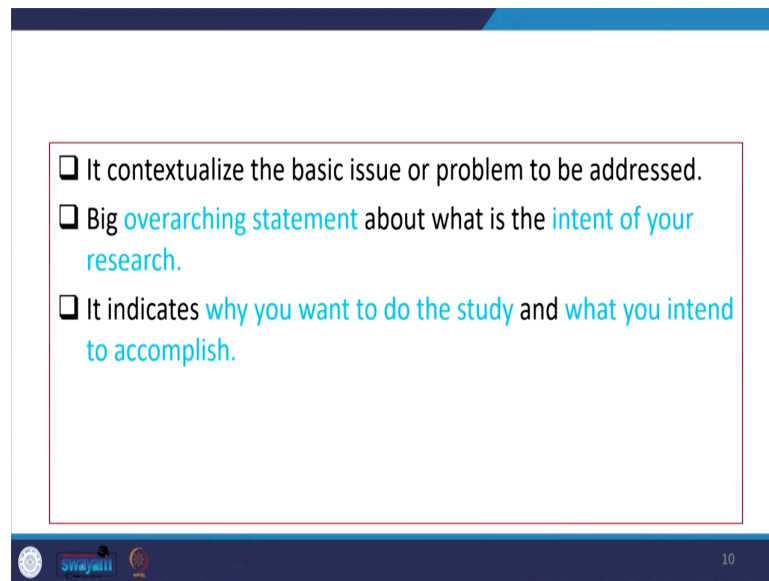 ❑ It contextualize the basic issue or problem to be addressed.
❑ Big overarching statement about what is the intent of your
research.
❑ It indicates why you want to do the study and what you intend
to accomplish.
swayam
10